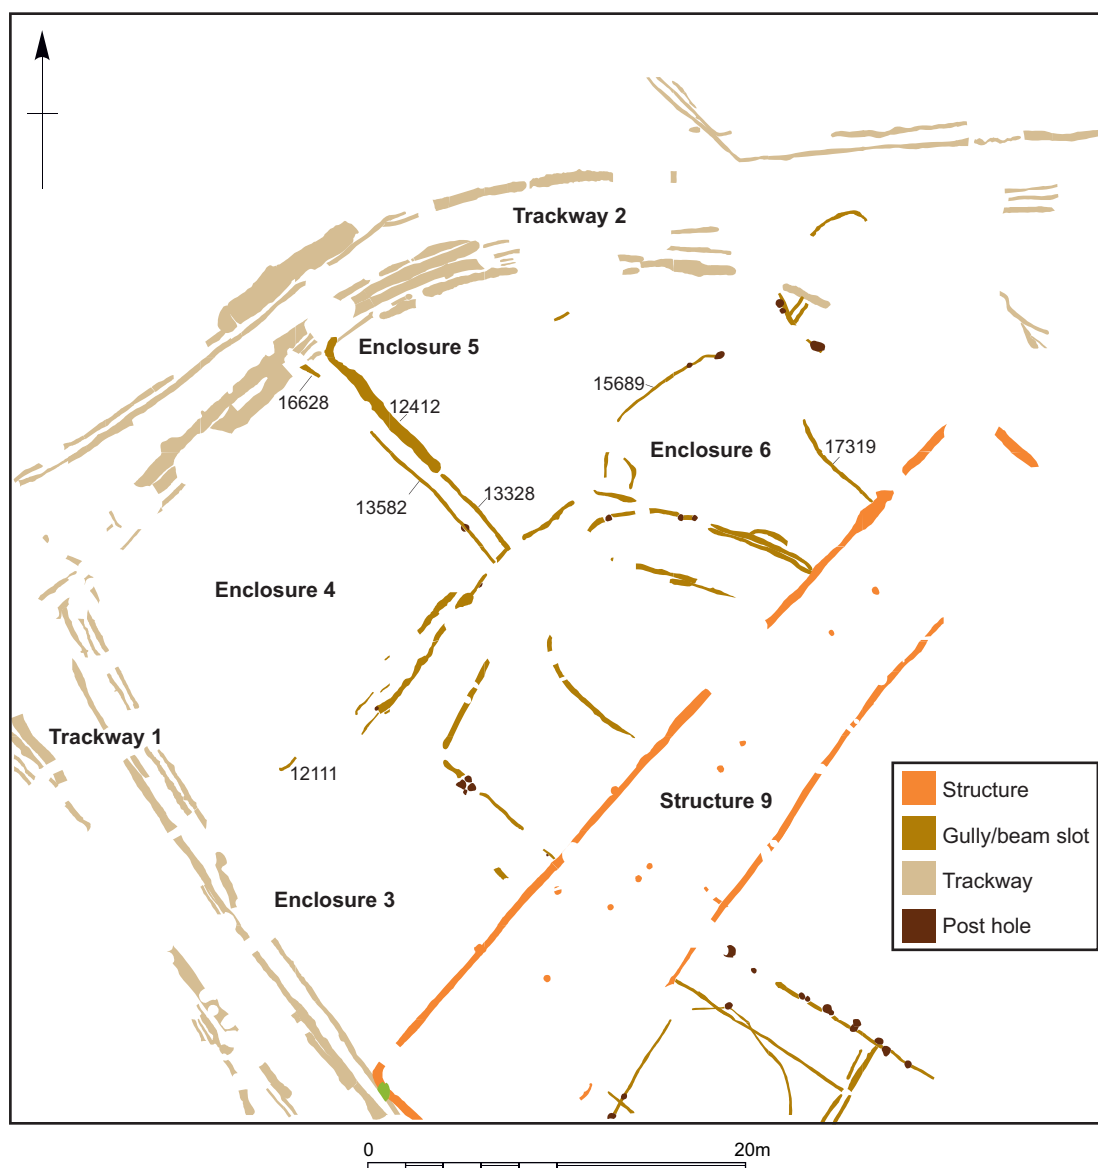 Trackway 2
Enclosure 5
16628
12412
15689
Enclosure 6
17319
13582
13328
Enclosure 4
Trackway 1
12111
Structure 9
Enclosure 3
Structure
Gully/beam slot
Trackway
Post hole
0
20m